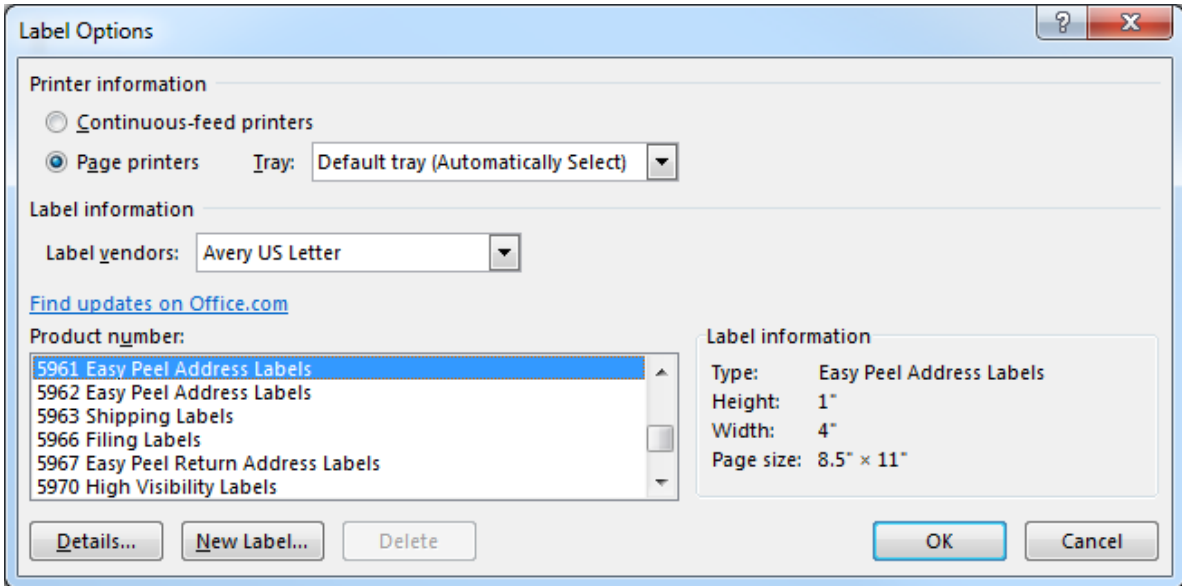 Label Options
Printer information
Continuous-feed printers
Page printers Tray: Default tray (Automatically Select)
Label information
Label vendors: Avery US Letter
Find updates on Office.com
Product number:
5961 Easy Peel Address Labels
5962 Easy Peel Address Labels
5963 Shipping Labels
5966 Filing Labels
5967 Easy Peel Return Address Labels
5970 High Visibility Labels
Label information
Type: Easy Peel Address Labels
Height: 1"
Width: 4"
Page size: 8.5" × 11"
Details... New Label... Delete OK Cancel